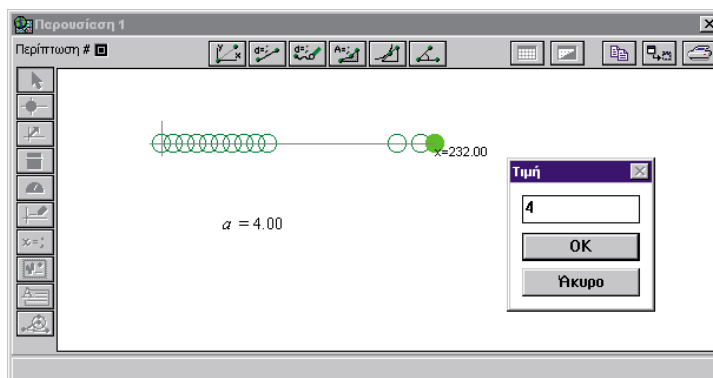 Παρουσίαση 1
Περίπτωση #
y x
d=;
d=;
A=;
x=232.00
a = 4.00
x=;
A
Τιμή
4
OK
Άκυρο